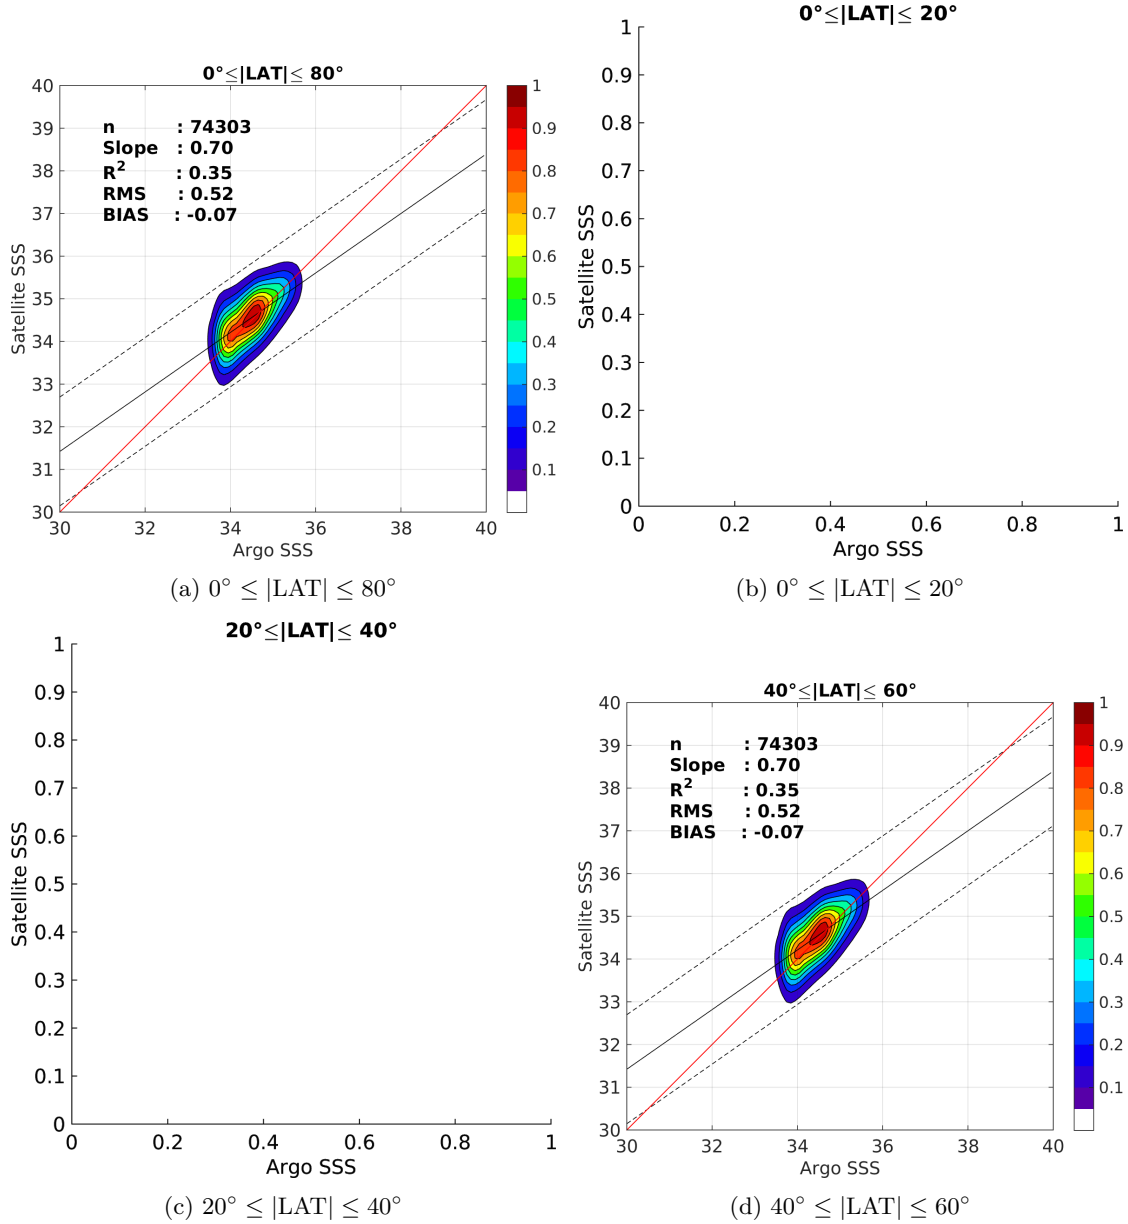 0°≤|LAT|≤ 80°
40
39
38
37
36
35
34
33
32
31
30
Satellite SSS
n : 74303
Slope : 0.70
R² : 0.35
RMS : 0.52
BIAS : -0.07
30 32 34 36 38 40
Argo SSS
1
0.9
0.8
0.7
0.6
0.5
0.4
0.3
0.2
0.1
(a) 0° ≤ |LAT| ≤ 80°
0°≤|LAT|≤ 20°
1
0.9
0.8
0.7
0.6
0.5
0.4
0.3
0.2
0.1
0
Satellite SSS
0 0.2 0.4 0.6 0.8 1
Argo SSS
(b) 0° ≤ |LAT| ≤ 20°
20°≤|LAT|≤ 40°
1
0.9
0.8
0.7
0.6
0.5
0.4
0.3
0.2
0.1
0
Satellite SSS
0 0.2 0.4 0.6 0.8 1
Argo SSS
(c) 20° ≤ |LAT| ≤ 40°
40°≤|LAT|≤ 60°
40
39
38
37
36
35
34
33
32
31
30
Satellite SSS
n : 74303
Slope : 0.70
R² : 0.35
RMS : 0.52
BIAS : -0.07
30 32 34 36 38 40
Argo SSS
1
0.9
0.8
0.7
0.6
0.5
0.4
0.3
0.2
0.1
(d) 40° ≤ |LAT| ≤ 60°